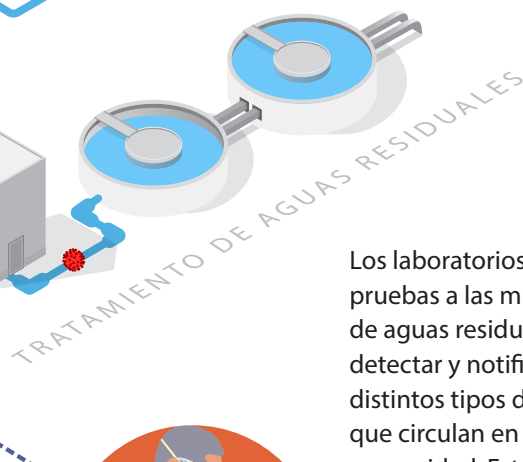 TRATAMIENTO DE AGUAS RESIDUALES
Los laboratorios
pruebas a las m
de aguas residu
detectar y notifi
distintos tipos d
que circulan en